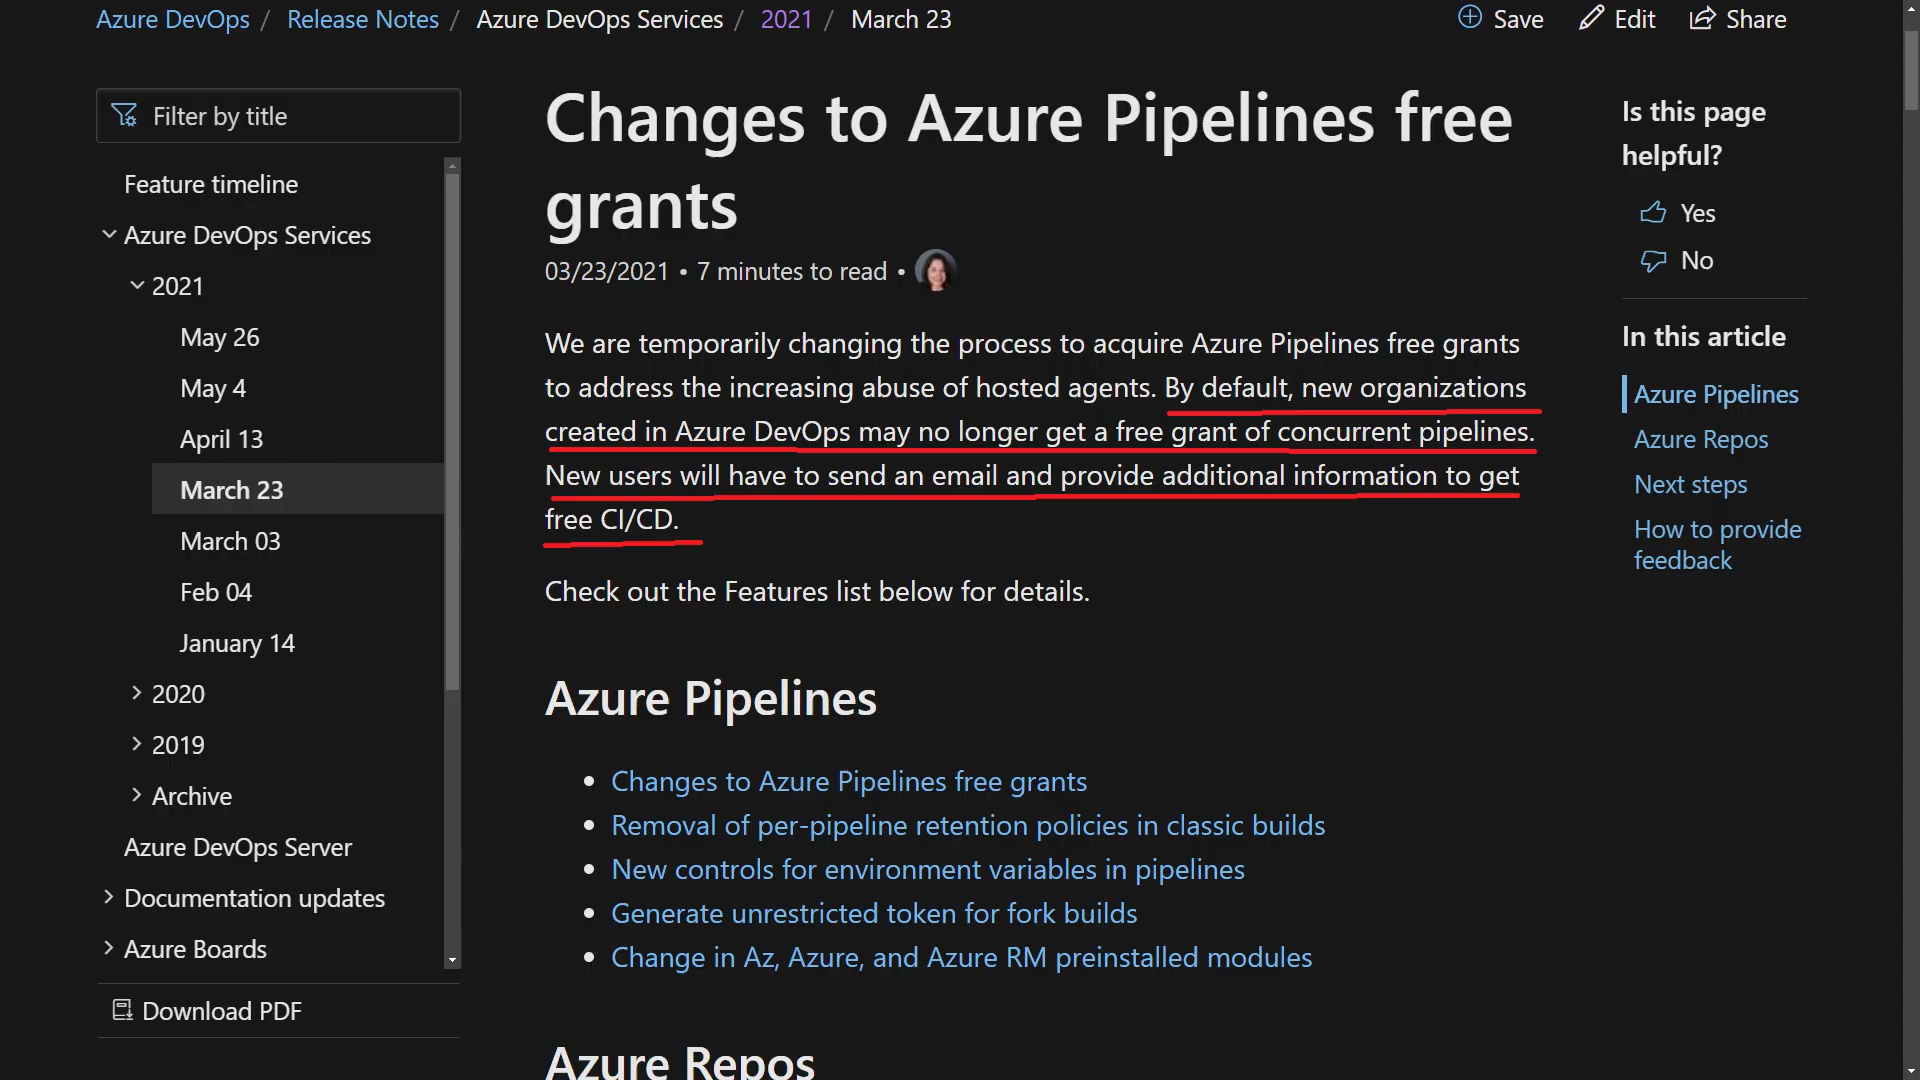 Azure DevOps / Release Notes / Azure DevOps Services / 2021 / March 23
Save Edit Share
Filter by title
Feature timeline
Azure DevOps Services
2021
May 26
May 4
April 13
March 23
March 03
Feb 04
January 14
2020
2019
Archive
Azure DevOps Server
Documentation updates
Azure Boards
Download PDF
Changes to Azure Pipelines free
grants
03/23/2021 • 7 minutes to read •
We are temporarily changing the process to acquire Azure Pipelines free grants
to address the increasing abuse of hosted agents. By default, new organizations
created in Azure DevOps may no longer get a free grant of concurrent pipelines.
New users will have to send an email and provide additional information to get
free CI/CD.
Check out the Features list below for details.
Azure Pipelines
• Changes to Azure Pipelines free grants
• Removal of per-pipeline retention policies in classic builds
• New controls for environment variables in pipelines
• Generate unrestricted token for fork builds
• Change in Az, Azure, and Azure RM preinstalled modules
Azure Repos
Is this page
helpful?
Yes
No
In this article
Azure Pipelines
Azure Repos
Next steps
How to provide
feedback